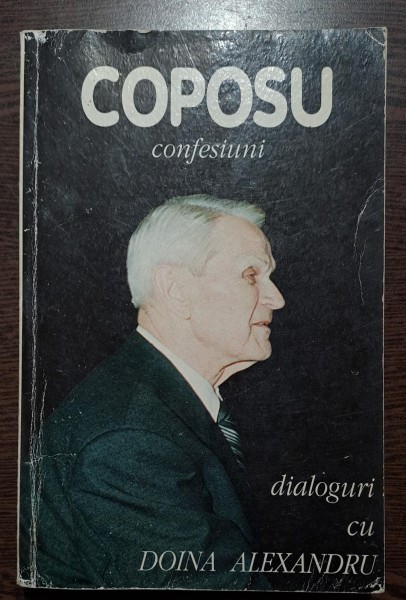 COPOSU
confesiuni
dialoguri
cu
DOINA ALEXANDRU